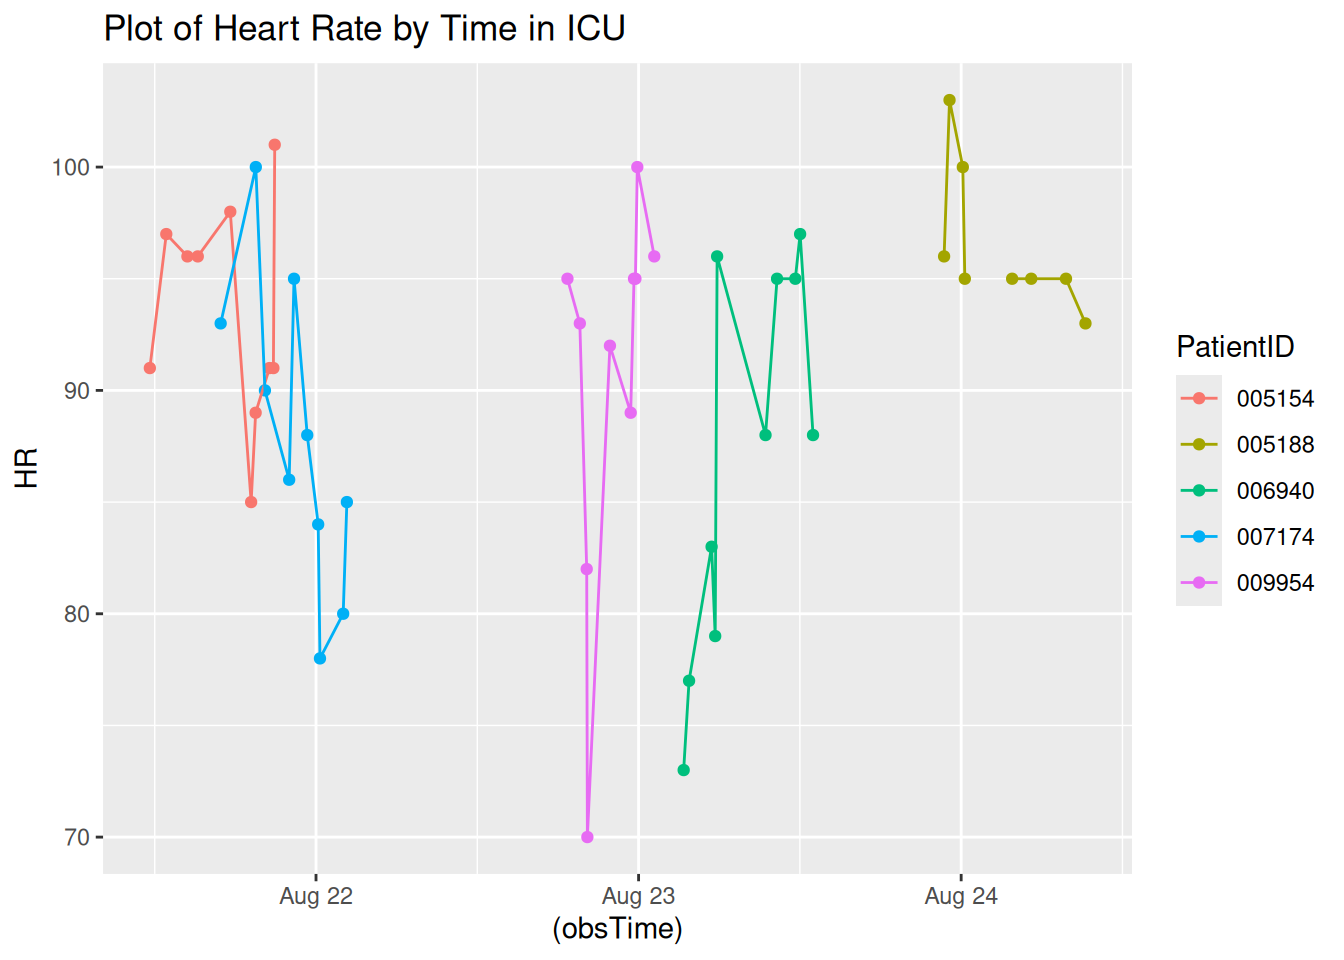 Plot of Heart Rate by Time in ICU
HR
100
90
80
70
Aug 22 Aug 23 Aug 24
(obsTime)
PatientID
005154
005188
006940
007174
009954